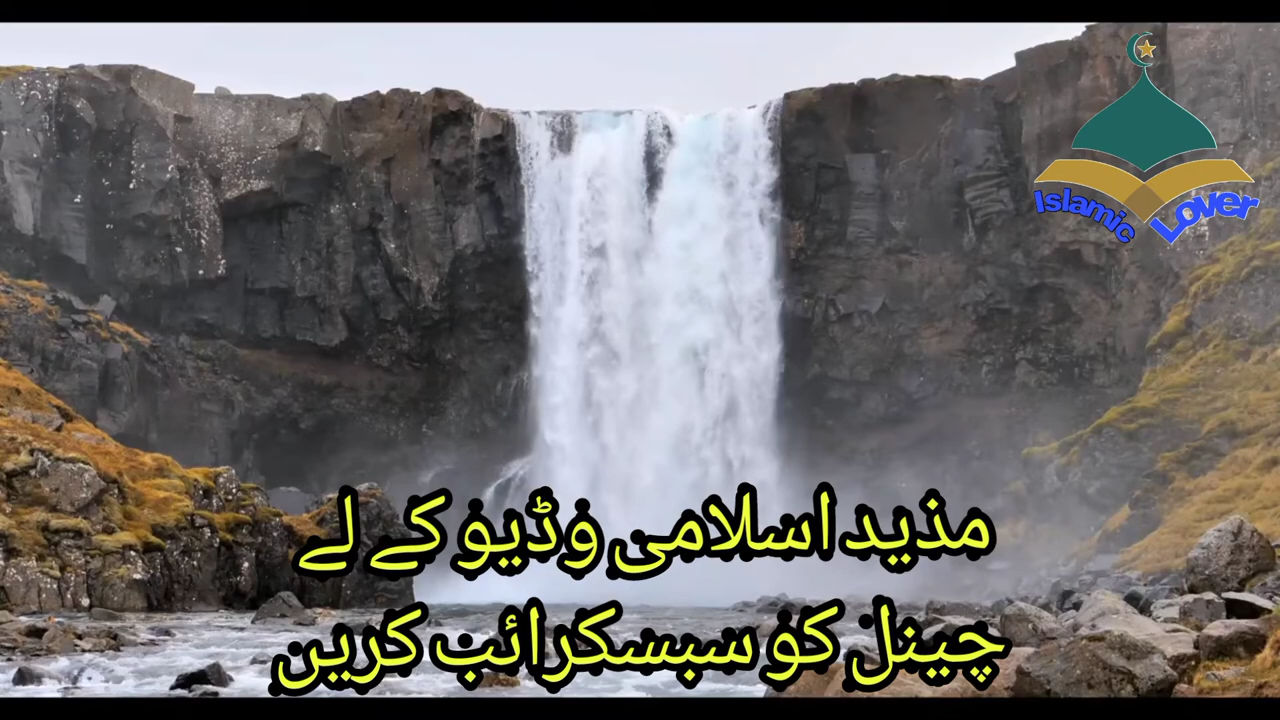 Islamic Lover
مذید اسلامی وڈیو کے لے
چینل کو سبسکرائب کریں